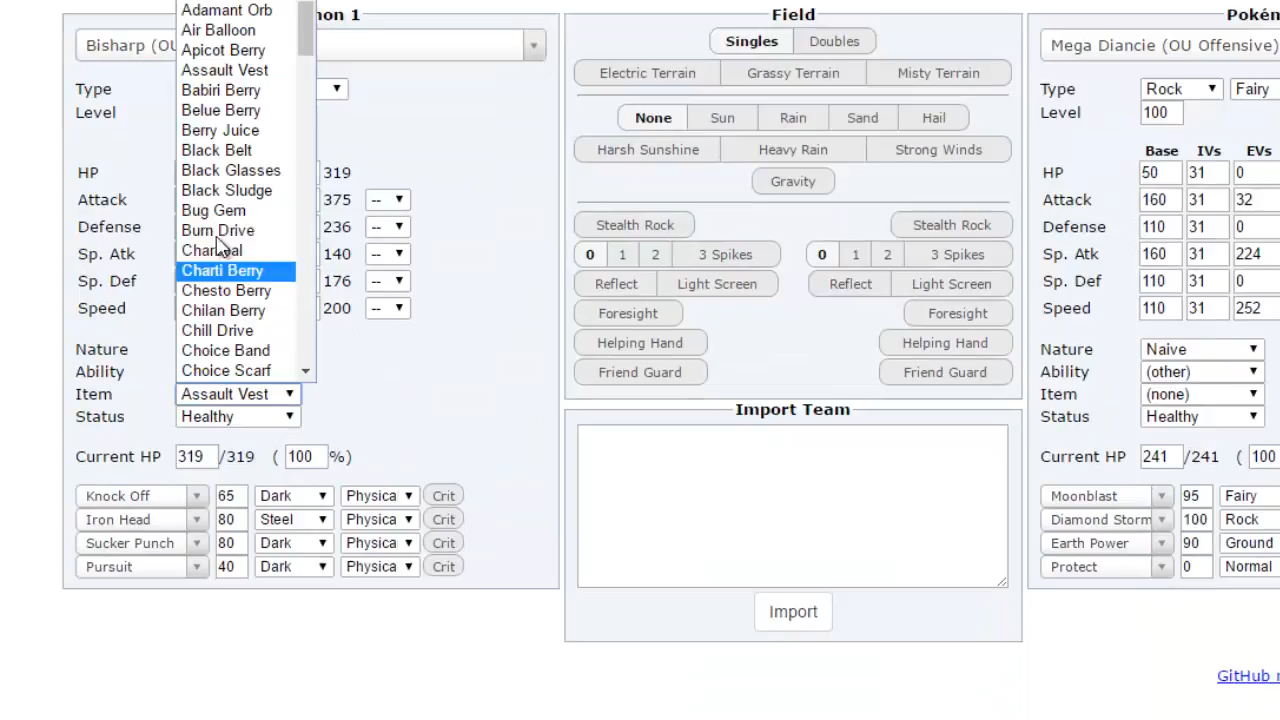 Adamant Orb
Air Balloon
Apicot Berry
Assault Vest
Babiri Berry
Belue Berry
Berry Juice
Black Belt
Black Glasses
Black Sludge
Bug Gem
Burn Drive
Charcoal
Charti Berry
Chesto Berry
Chilan Berry
Chill Drive
Choice Band
Choice Scarf
mon 1
Bisharp (OU
Type
Level
HP 319
Attack 375 --
Defense 236 --
Sp. Atk 140 --
Sp. Def 176 --
Speed 200 --
Nature
Ability
Item Assault Vest
Status Healthy
Current HP 319 /319 ( 100 %)
Knock Off 65 Dark Physica Crit
Iron Head 80 Steel Physica Crit
Sucker Punch 80 Dark Physica Crit
Pursuit 40 Dark Physica Crit
Field
Singles Doubles
Electric Terrain Grassy Terrain Misty Terrain
None Sun Rain Sand Hail
Harsh Sunshine Heavy Rain Strong Winds
Gravity
Stealth Rock Stealth Rock
0 1 2 3 Spikes 0 1 2 3 Spikes
Reflect Light Screen Reflect Light Screen
Foresight Foresight
Helping Hand Helping Hand
Friend Guard Friend Guard
Import Team
Import
Poké
Mega Diancie (OU Offensive)
Type Rock Fairy
Level 100
Base IVs EVs
HP 50 31 0
Attack 160 31 32
Defense 110 31 0
Sp. Atk 160 31 224
Sp. Def 110 31 0
Speed 110 31 252
Nature Naive
Ability (other)
Item (none)
Status Healthy
Current HP 241 /241 ( 100
Moonblast 95 Fairy
Diamond Storm 100 Rock
Earth Power 90 Ground
Protect 0 Normal
GitHub